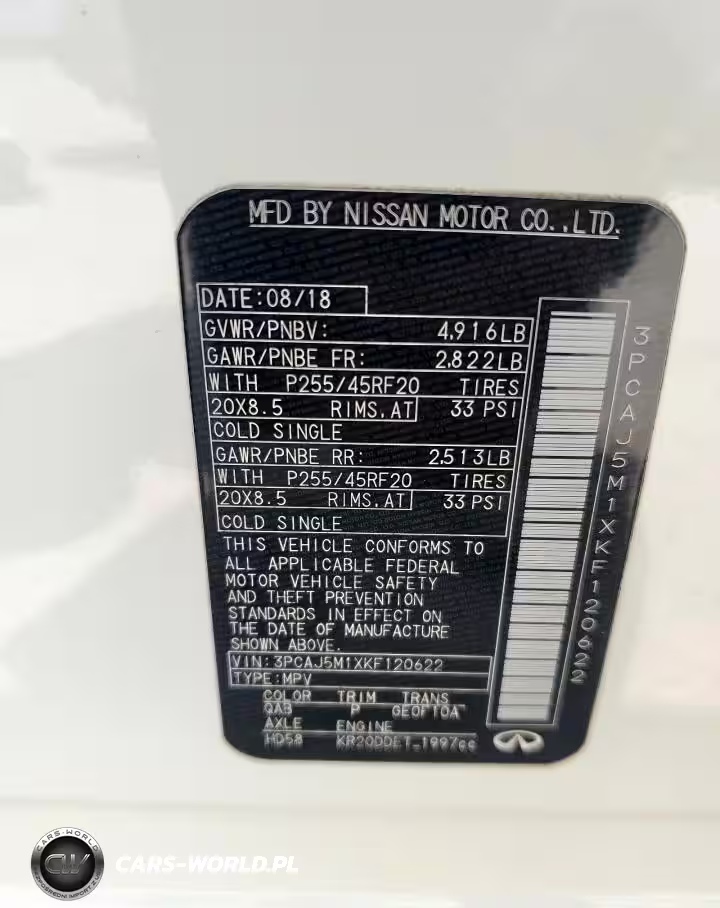 MFD BY NISSAN MOTOR CO.,LTD.
DATE:08/18
GVWR/PNBV: 4,916LB
GAWR/PNBE FR: 2,822LB
WITH P255/45RF20 TIRES
20X8.5 RIMS.AT 33 PSI
COLD SINGLE
GAWR/PNBE RR: 2,513LB
WITH P255/45RF20 TIRES
20X8.5 RIMS.AT 33 PSI
COLD SINGLE
THIS VEHICLE CONFORMS TO
ALL APPLICABLE FEDERAL
MOTOR VEHICLE SAFETY
AND THEFT PREVENTION
STANDARDS IN EFFECT ON
THE DATE OF MANUFACTURE
SHOWN ABOVE.
VIN:3PCAJ5M1XKF120622
TYPE:MPV
COLOR TRIM TRANS
QAB P GE0F10A
AXLE ENGINE
HD58 KR20DDET-1997cc
3PCAJ5M1XKF120622
CARS-WORLD
CW
CARS-WORLD.PL